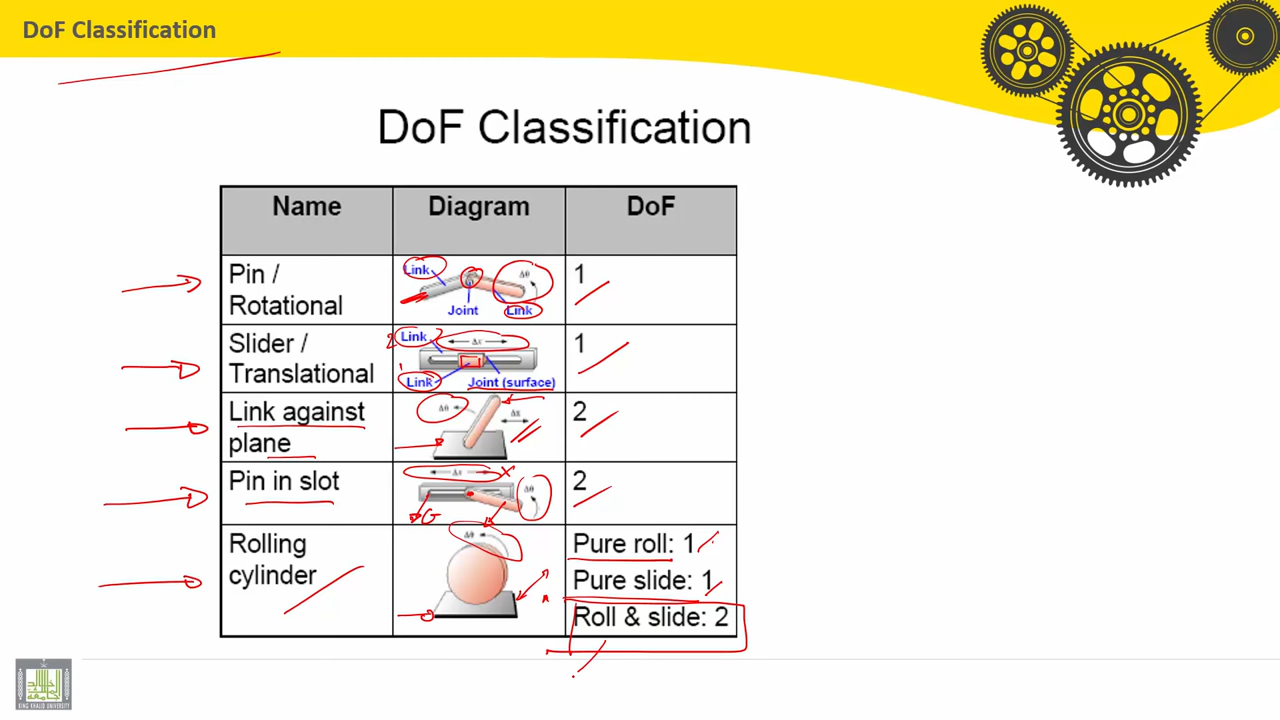 DoF Classification
DoF Classification
Name Diagram DoF
Pin /
Rotational
Link
Δθ
Joint
Link
1
Slider /
Translational
2
Link
Δx
1
Link
Joint (surface)
1
Link against
plane
Δθ
Δx
2
Pin in slot
Δx
x
Δθ
G
2
Rolling
cylinder
Δθ
Pure roll: 1
Pure slide: 1
Roll & slide: 2
KING KHALID UNIVERSITY